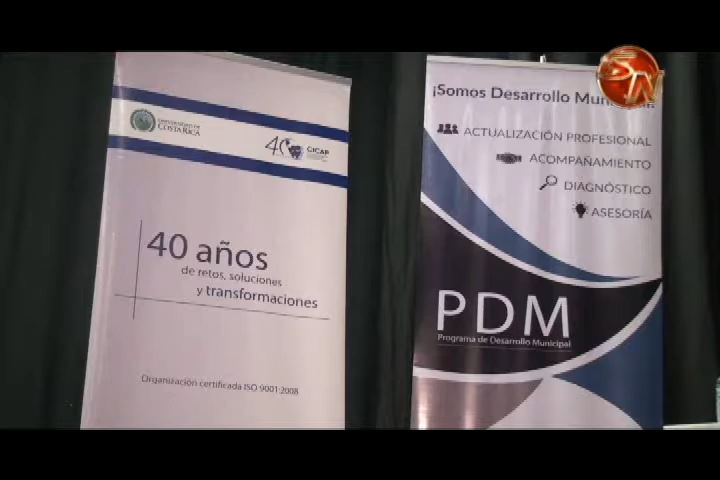 UNIVERSIDAD DE
COSTA RICA
40 CICAP
40 años
de retos, soluciones
y transformaciones
Organización certificada ISO 9001:2008
¡Somos Desarrollo
ACTUALIZACIÓN PROFESIONAL
ACOMPAÑAMIENTO
DIAGNÓSTICO
ASESORÍA
PDM
Programa de Desarrollo Municipal